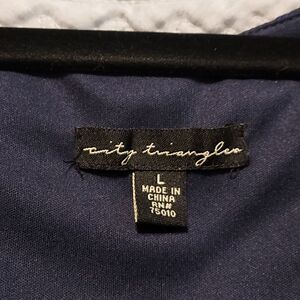 city triangles
L
MADE IN
CHINA
RN#
75010